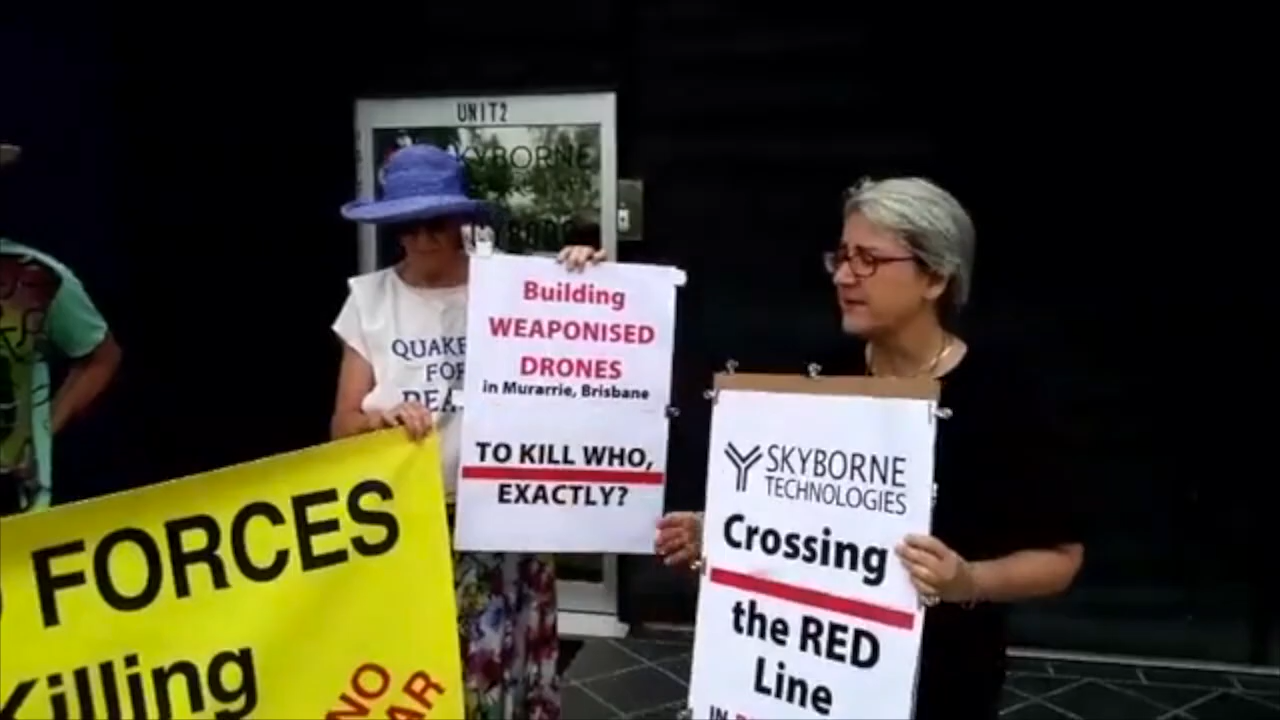 UNIT2
SKYBORNE
QUAKE
FOR
Building
WEAPONISED
DRONES
in Murarrie, Brisbane
TO KILL WHO,
EXACTLY?
SKYBORNE
TECHNOLOGIES
Crossing
the RED
Line
FORCES
Killing
NO